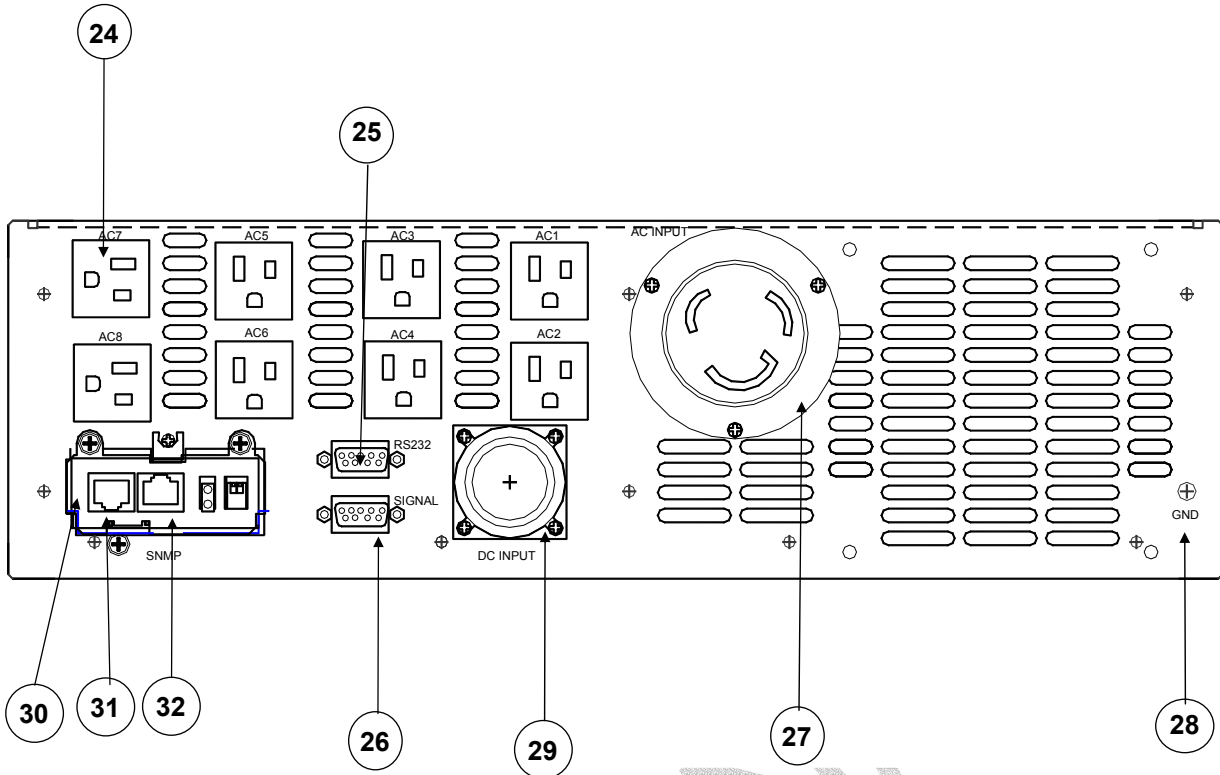 24
25
AC7
AC5
AC3
AC1
AC INPUT
AC8
AC6
AC4
AC2
RS232
SIGNAL
SNMP
DC INPUT
GND
30
31
32
26
29
27
28